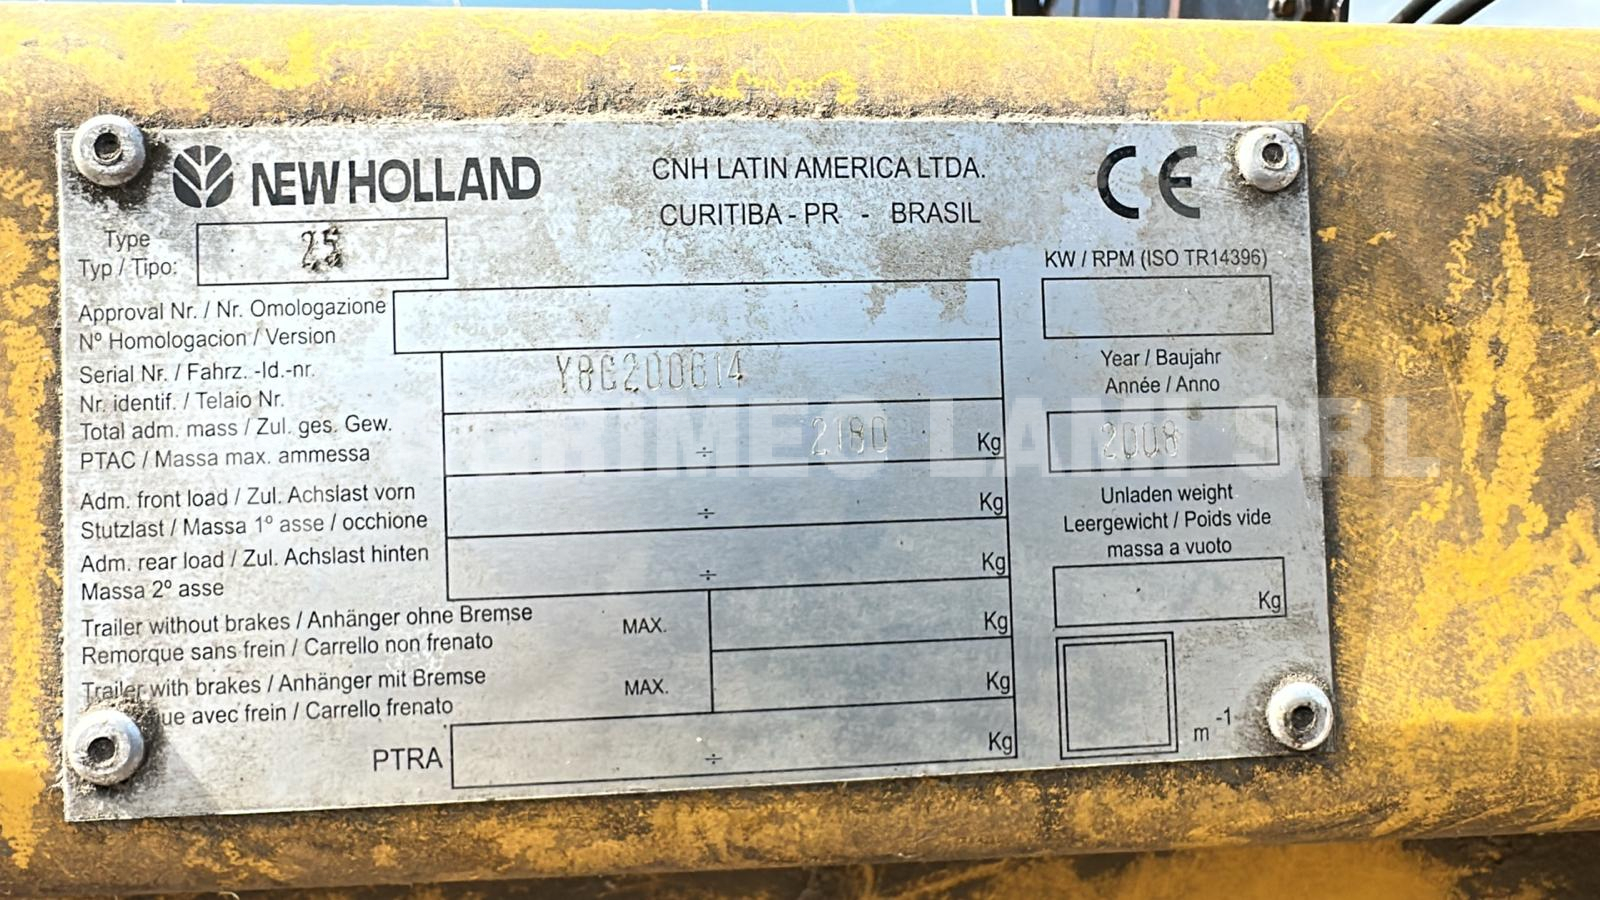 NEW HOLLAND
CNH LATIN AMERICA LTDA.
CURITIBA - PR - BRASIL
CE
Type
Typ / Tipo:
25
KW / RPM (ISO TR14396)
Approval Nr. / Nr. Omologazione
Nº Homologacion / Version
Serial Nr. / Fahrz. -Id.-nr.
Nr. identif. / Telaio Nr.
Y8C200614
Year / Baujahr
Année / Anno
2008
Total adm. mass / Zul. ges. Gew.
PTAC / Massa max. ammessa
÷ 2180 Kg
LAMI SRL
Adm. front load / Zul. Achslast vorn
Stutzlast / Massa 1º asse / occhione
÷ Kg
Unladen weight
Leergewicht / Poids vide
massa a vuoto
Kg
Adm. rear load / Zul. Achslast hinten
Massa 2º asse
÷ Kg
Trailer without brakes / Anhänger ohne Bremse
Remorque sans frein / Carrello non frenato
MAX. Kg
Trailer with brakes / Anhänger mit Bremse
ue avec frein / Carrello frenato
MAX. Kg
m -1
PTRA ÷ Kg